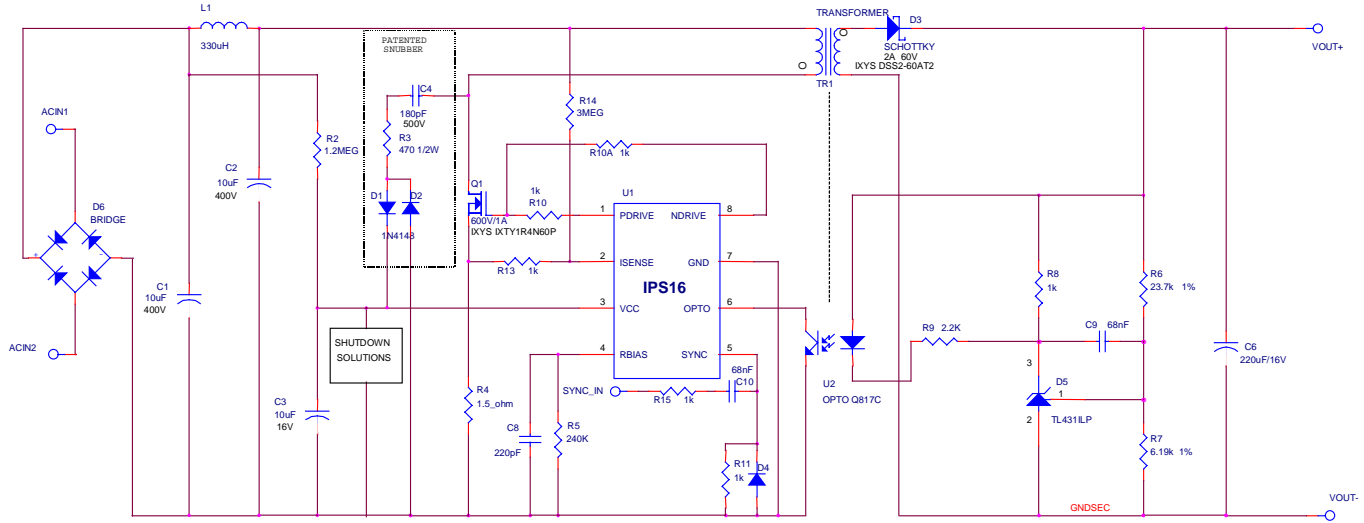 L1
330uH
PATENTED
SNUBBER
TRANSFORMER
D3
SCHOTTKY
2A 60V
IXYS DSS2-60AT2
TR1
VOUT+
C4
180pF
500V
R3
470 1/2W
R14
3MEG
R10A 1k
ACIN1
R2
1.2MEG
C2
10uF
400V
D6
BRIDGE
+
-
D1
D2
1N4148
Q1
600V/1A
IXYS IXTY1R4N60P
1k
R10
U1
1
PDRIVE
NDRIVE
8
2
ISENSE
GND
7
IPS16
3
VCC
OPTO
6
4
RBIAS
SYNC
5
R13 1k
C1
10uF
400V
ACIN2
SHUTDOWN
SOLUTIONS
R8
1k
R6
23.7k 1%
C9
68nF
R9 2.2K
C6
220uF/16V
U2
OPTO Q817C
3
D5
1
2
TL431ILP
68nF
C10
SYNC_IN
R15 1k
R4
1.5_ohm
C3
10uF
16V
C8
220pF
R5
240K
R11
1k
D4
R7
6.19k 1%
GNDSEC
VOUT-